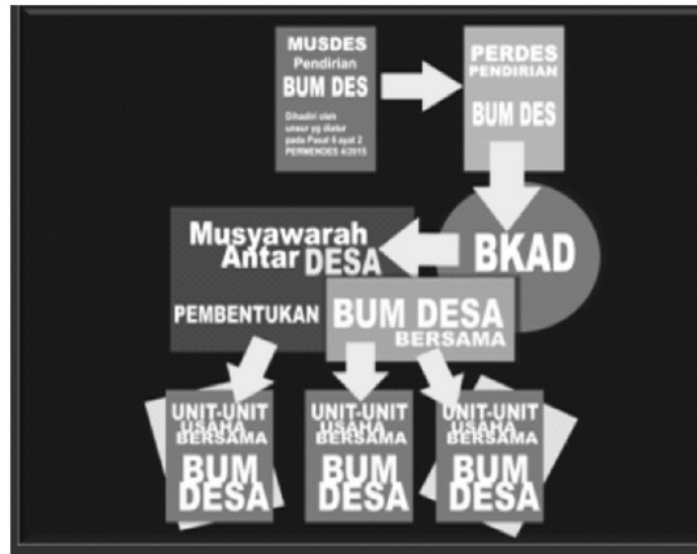 MUSDES
Pendirian
BUM DES
Dihadiri oleh
unsur yg diatur
pada Pasal 6 ayat 2
PERMENDES 4/2015
PERDES
PENDIRIAN
BUM DES
BKAD
Musyawarah
Antar DESA
PEMBENTUKAN
BUM DESA
BERSAMA
UNIT-UNIT
USAHA
BERSAMA
BUM
DESA
UNIT-UNIT
USAHA
BERSAMA
BUM
DESA
UNIT-UNIT
USAHA
BERSAMA
BUM
DESA